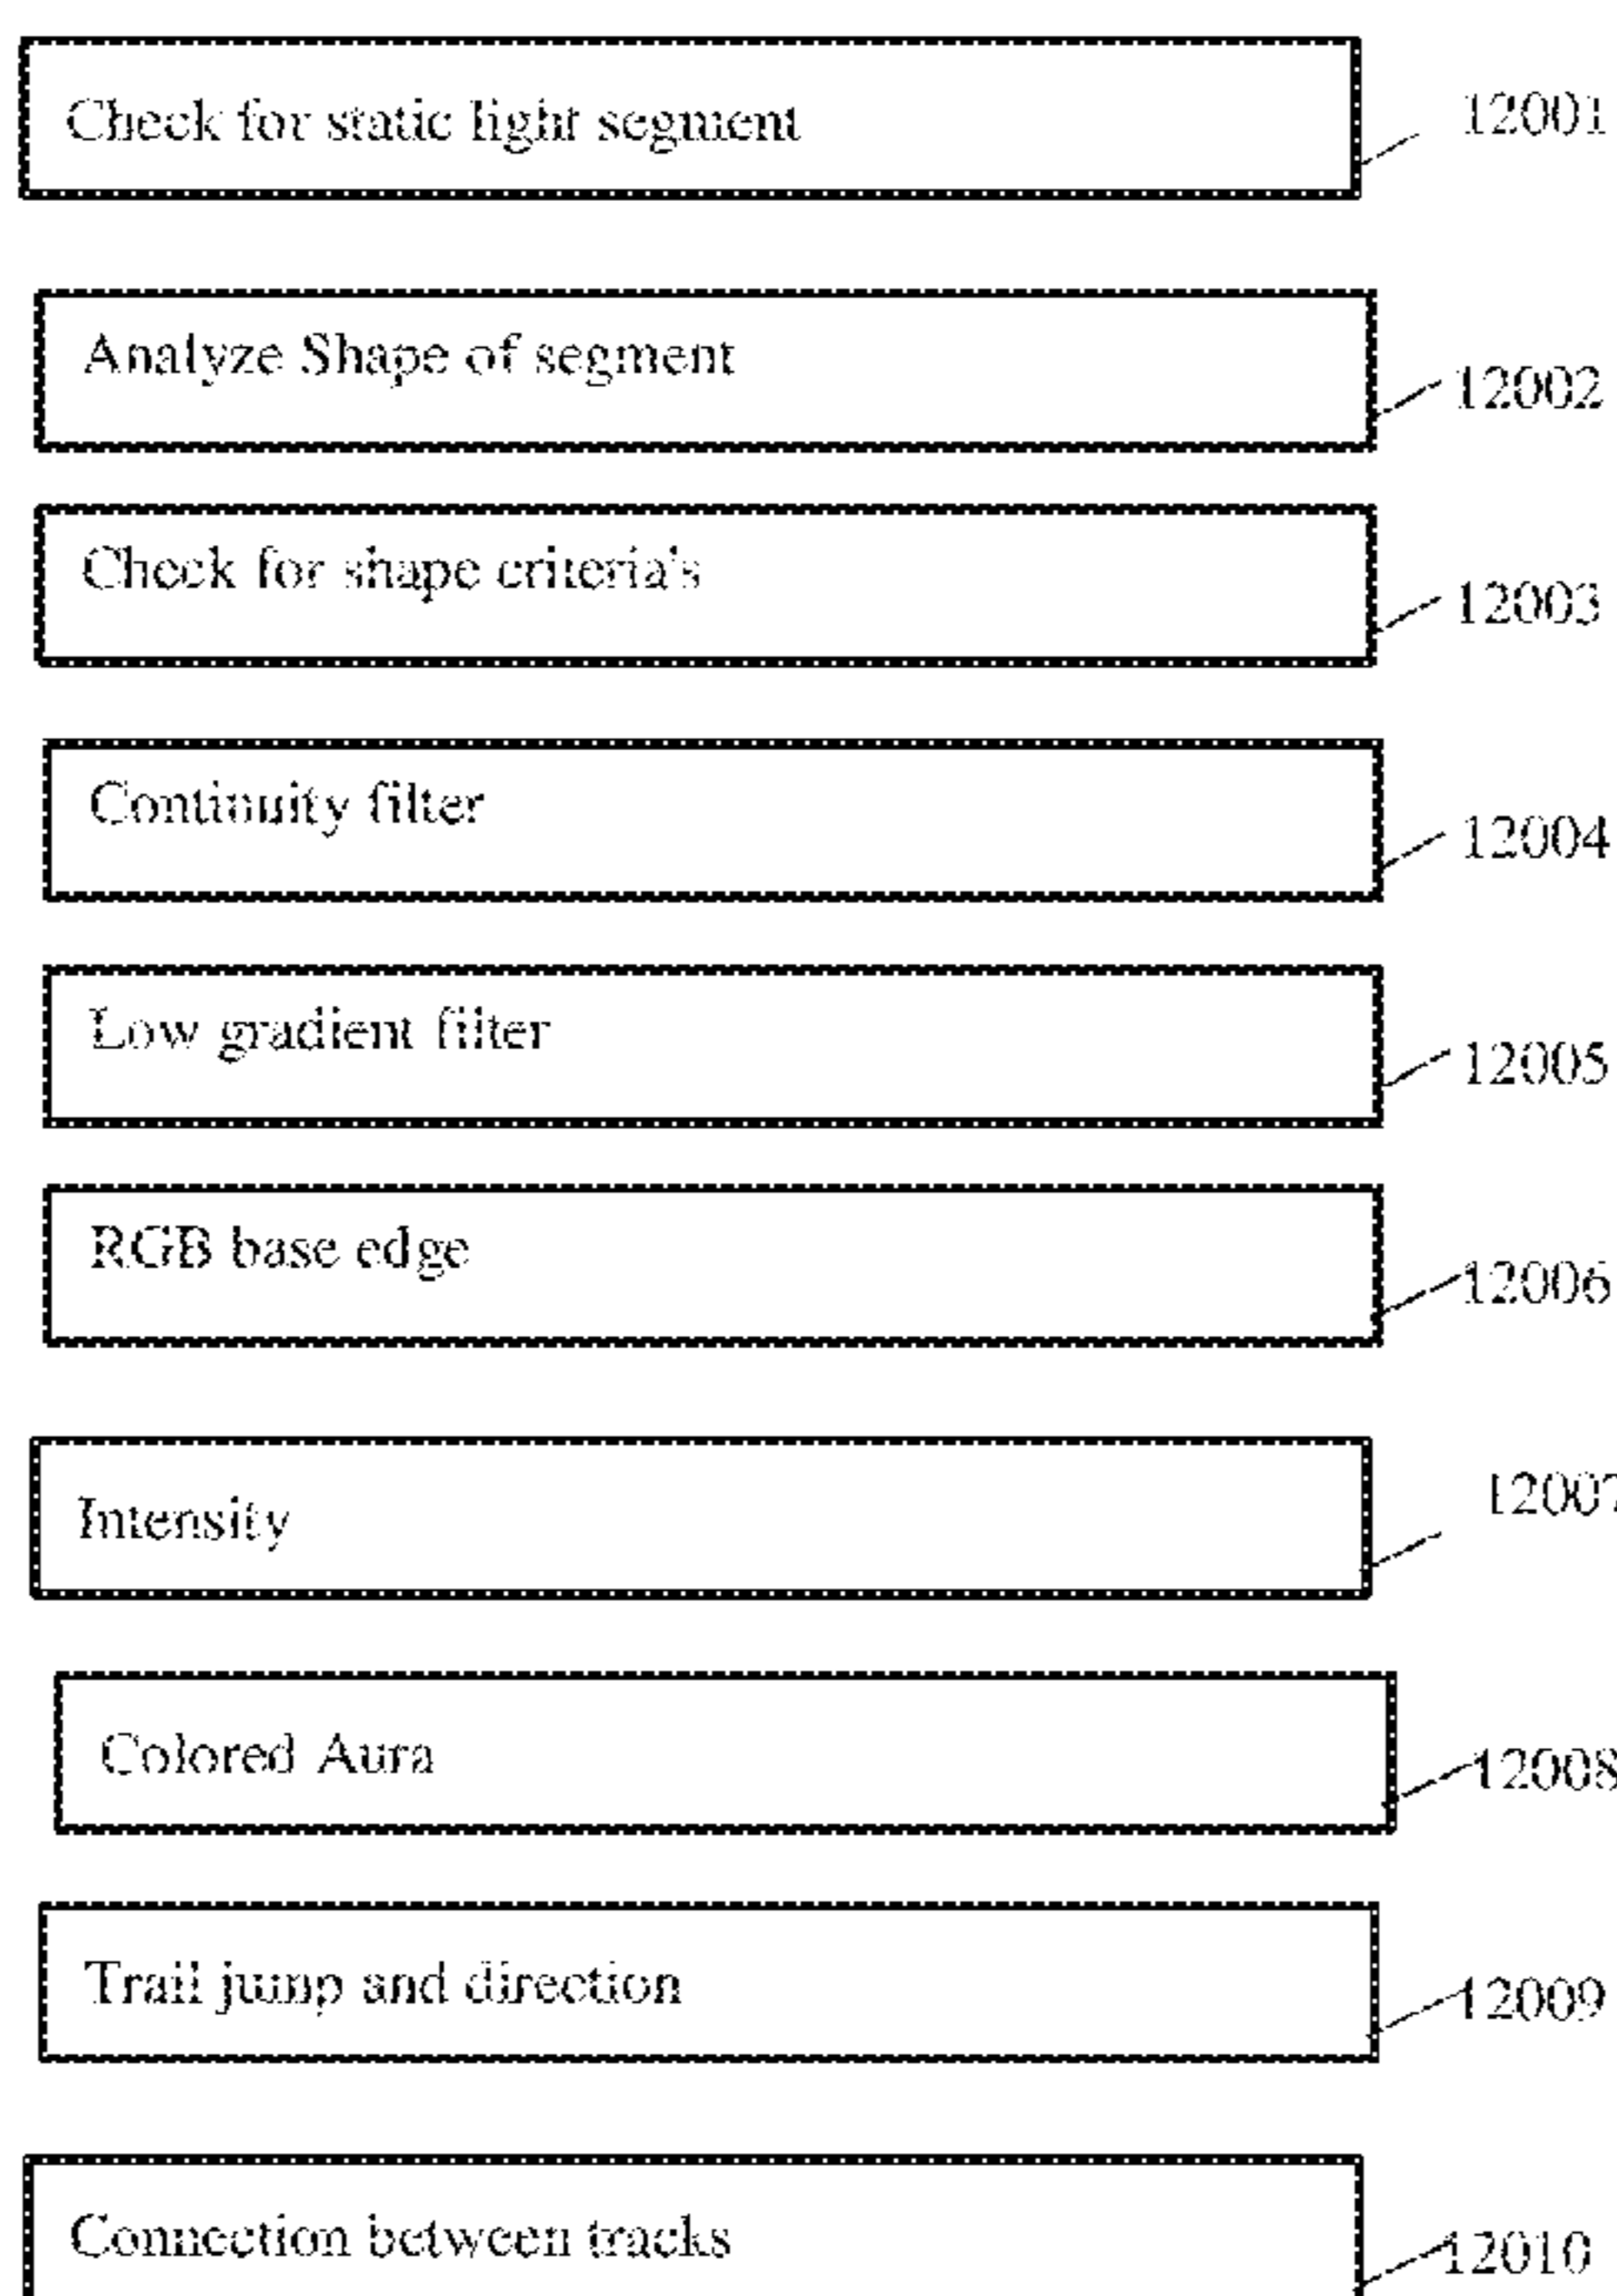 Check for static light segment 12001
Analyze Shape of segment 12002
Check for shape criteria's 12003
Continuity filter 12004
Low gradient filter 12005
RGB base edge 12006
Intensity 12007
Colored Aura 12008
Trail jump and direction 12009
Connection between tracks 12010